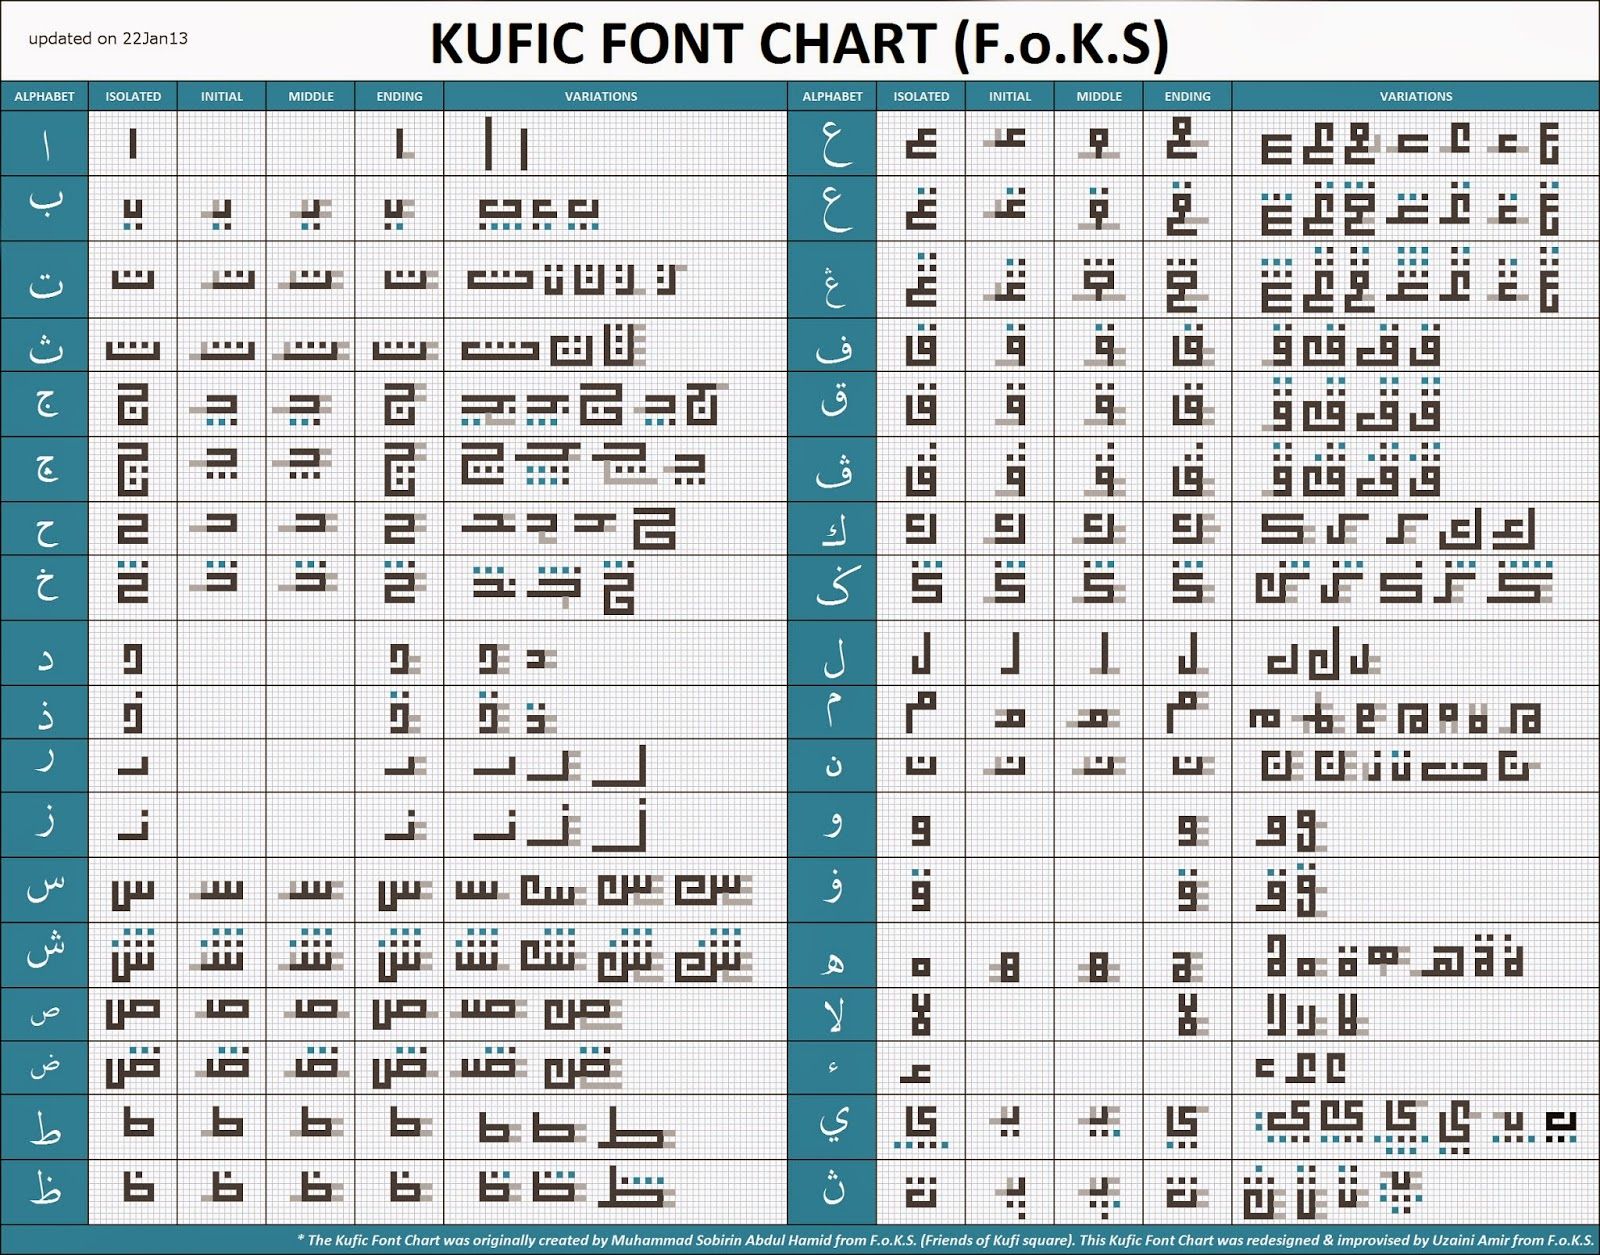 updated on 22Jan13
KUFIC FONT CHART (F.o.K.S)
ALPHABET ISOLATED INITIAL MIDDLE ENDING VARIATIONS ALPHABET ISOLATED INITIAL MIDDLE ENDING VARIATIONS
ا ع
ب ع
ت ڠ
ث ف
ج ق
چ ڤ
ح ك
خ ݢ
د ل
ذ م
ر ن
ز و
س ۏ
ش ه
ص لا
ض ء
ط ي
ظ ڽ
* The Kufic Font Chart was originally created by Muhammad Sobirin Abdul Hamid from F.o.K.S. (Friends of Kufi square). This Kufic Font Chart was redesigned & improvised by Uzaini Amir from F.o.K.S.